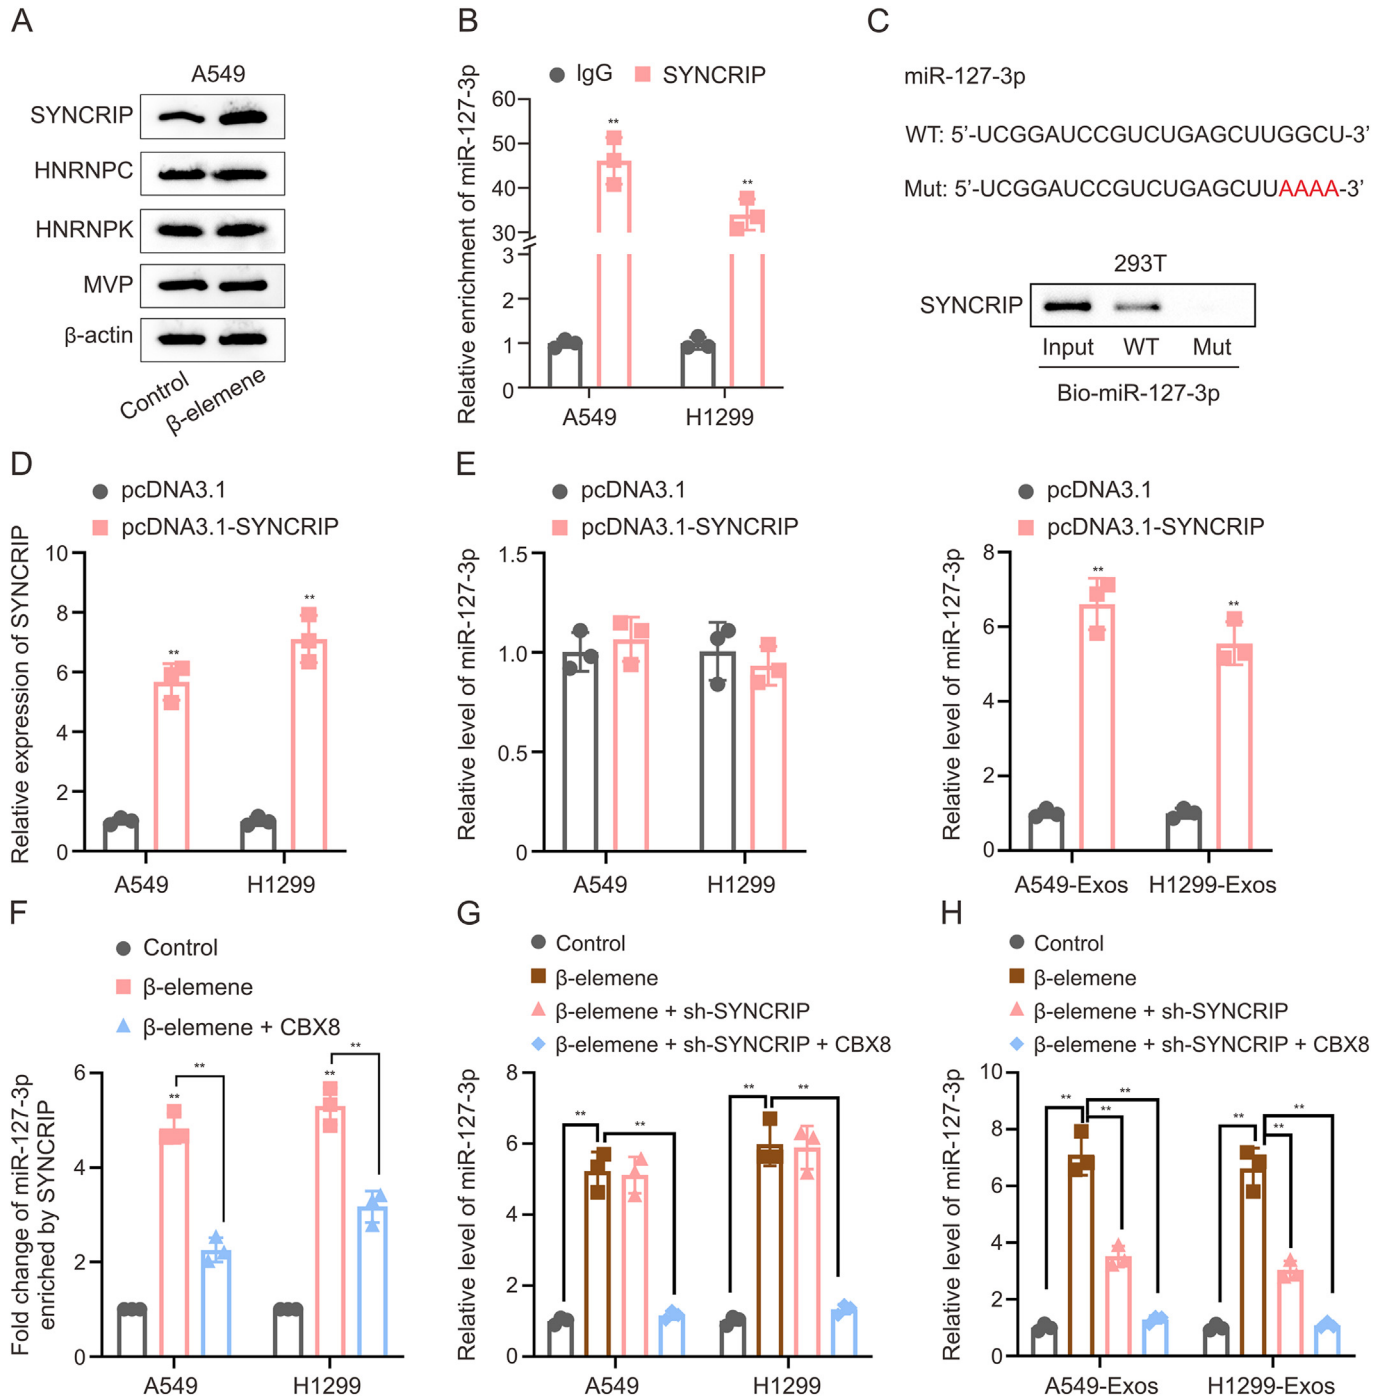 A
A549
SYNCRIP
HNRNPC
HNRNPK
MVP
β-actin
Control
β-elemene
B
IgG
SYNCRIP
Relative enrichment of miR-127-3p
60
50
40
30
3
2
1
0
**
**
A549
H1299
C
miR-127-3p
WT: 5’-UCGGAUCCGUCUGAGCUUGGCU-3’
Mut: 5’-UCGGAUCCGUCUGAGCUUAAAA-3’
293T
SYNCRIP
Input WT Mut
Bio-miR-127-3p
D
pcDNA3.1
pcDNA3.1-SYNCRIP
Relative expression of SYNCRIP
10
8
6
4
2
0
**
**
A549
H1299
E
pcDNA3.1
pcDNA3.1-SYNCRIP
Relative level of miR-127-3p
1.5
1.0
0.5
0
A549
H1299
pcDNA3.1
pcDNA3.1-SYNCRIP
Relative level of miR-127-3p
8
6
4
2
0
**
**
A549-Exos
H1299-Exos
F
Control
β-elemene
β-elemene + CBX8
Fold change of miR-127-3p
enriched by SYNCRIP
6
4
2
0
**
**
**
**
A549
H1299
G
Control
β-elemene
β-elemene + sh-SYNCRIP
β-elemene + sh-SYNCRIP + CBX8
Relative level of miR-127-3p
8
6
4
2
0
**
**
**
**
A549
H1299
H
Control
β-elemene
β-elemene + sh-SYNCRIP
β-elemene + sh-SYNCRIP + CBX8
Relative level of miR-127-3p
10
8
6
4
2
0
**
**
**
**
**
**
A549-Exos
H1299-Exos